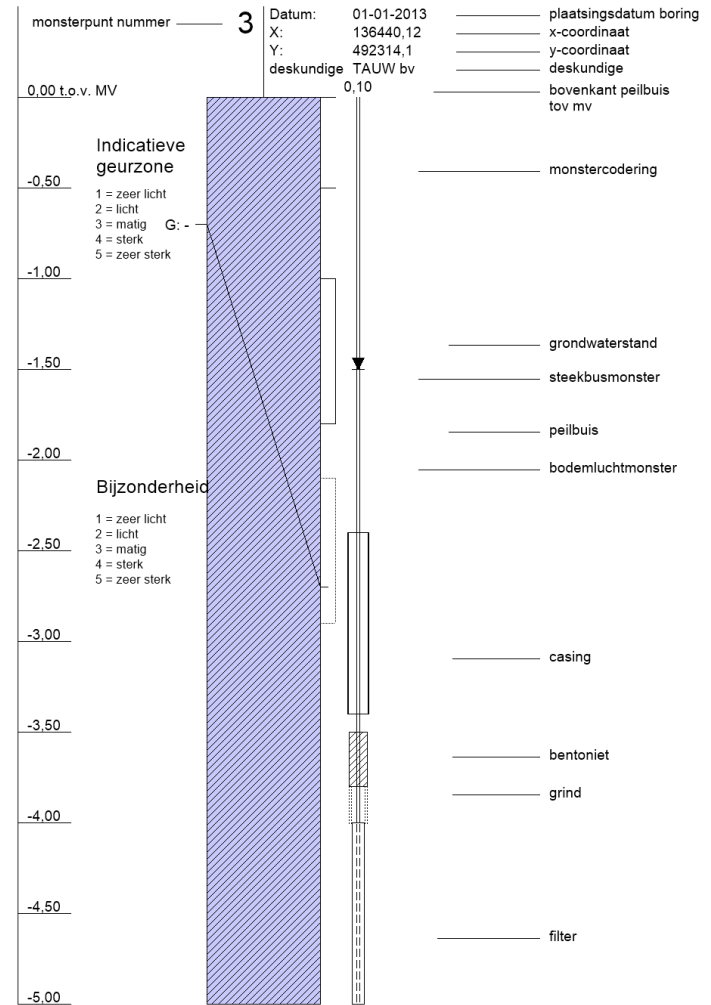 monsterpunt nummer
3
Datum: 01-01-2013
X: 136440,12
Y: 492314,1
deskundige TAUW bv
plaatsingsdatum boring
x-coordinaat
y-coordinaat
deskundige
0,00 t.o.v. MV
0,10
bovenkant peilbuis
tov mv
Indicatieve
geurzone
1 = zeer licht
2 = licht
3 = matig
4 = sterk
5 = zeer sterk
G: -
monstercodering
-0,50
-1,00
grondwaterstand
-1,50
steekbusmonster
peilbuis
-2,00
bodemluchtmonster
Bijzonderheid
1 = zeer licht
2 = licht
3 = matig
4 = sterk
5 = zeer sterk
-2,50
-3,00
casing
-3,50
bentoniet
grind
-4,00
-4,50
filter
-5,00